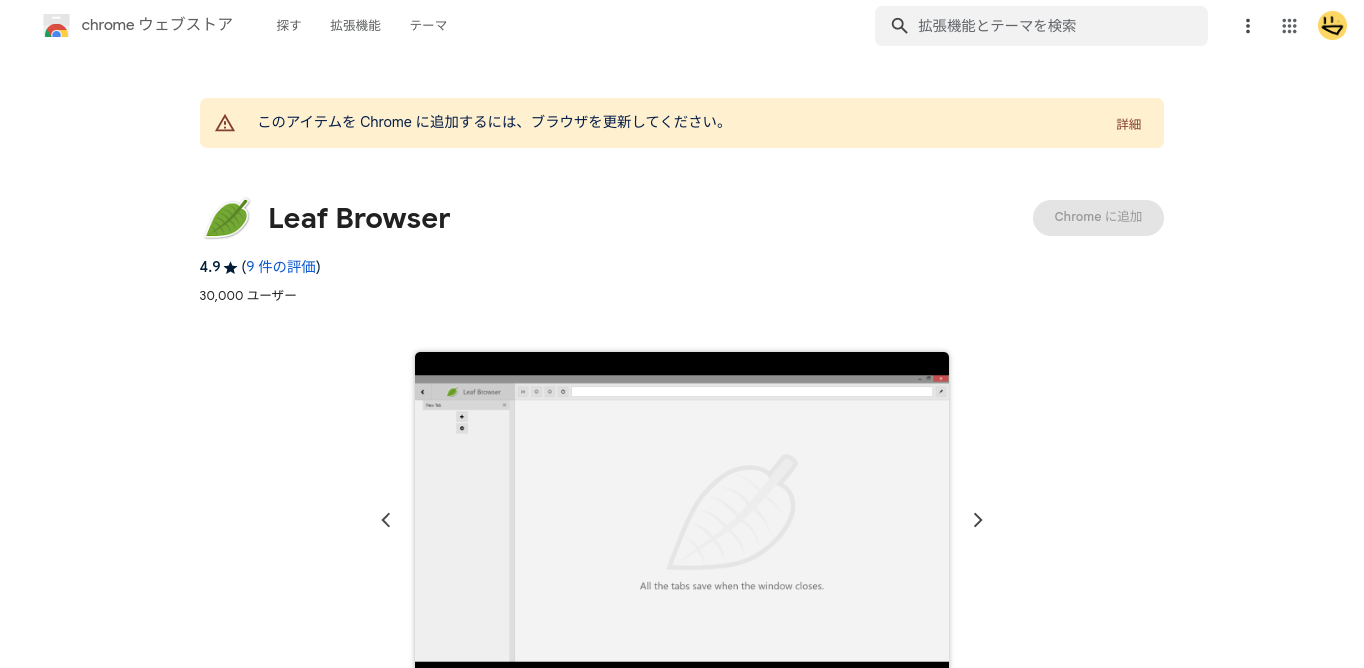 chrome ウェブストア
探す 拡張機能 テーマ
拡張機能とテーマを検索
このアイテムを Chrome に追加するには、ブラウザを更新してください。
詳細
Leaf Browser
Chrome に追加
4.9 ★ (9 件の評価)
30,000 ユーザー
Leaf Browser
New Tab
All the tabs save when the window closes.